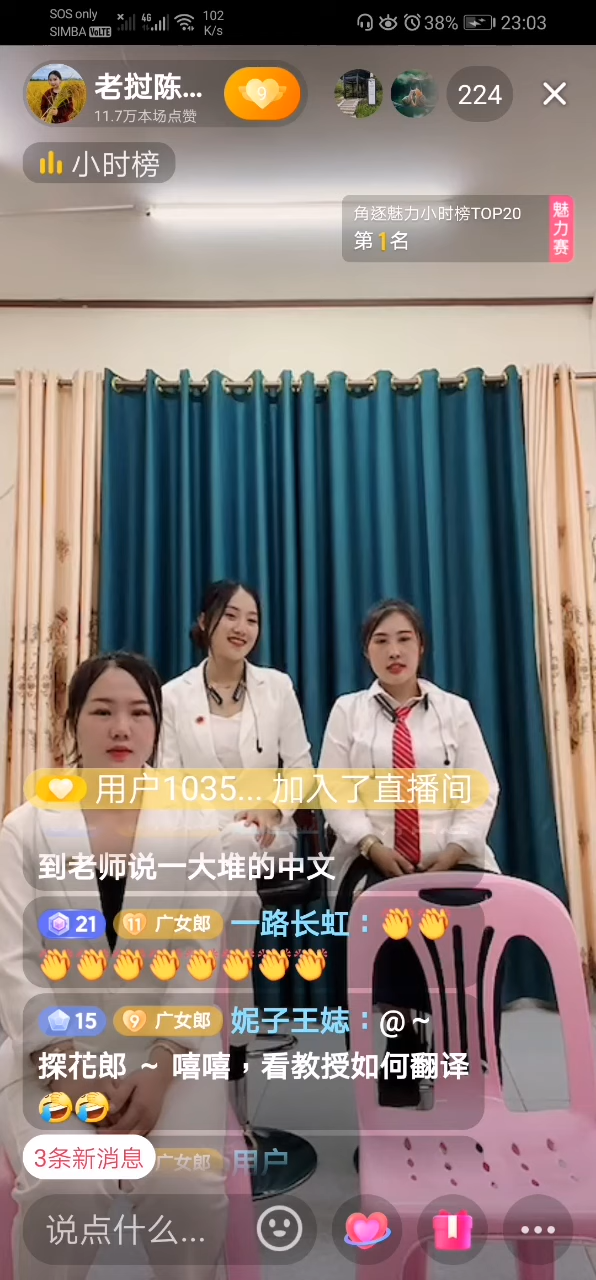 SOS only
SIMBA VoLTE
4G
102
K/s
38%
23:03
老挝陈...
11.7万本场点赞
9
224
小时榜
角逐魅力小时榜TOP20
第1名
魅力赛
用户1035... 加入了直播间
到老师说一大堆的中文
21 11 广女郎 一路长虹：👏👏
👏👏👏👏👏👏👏👏
15 9 广女郎 妮子王娡：@~
探花郎 ~ 嘻嘻，看教授如何翻译
🤣🤣
3条新消息
广女郎 用户
说点什么...